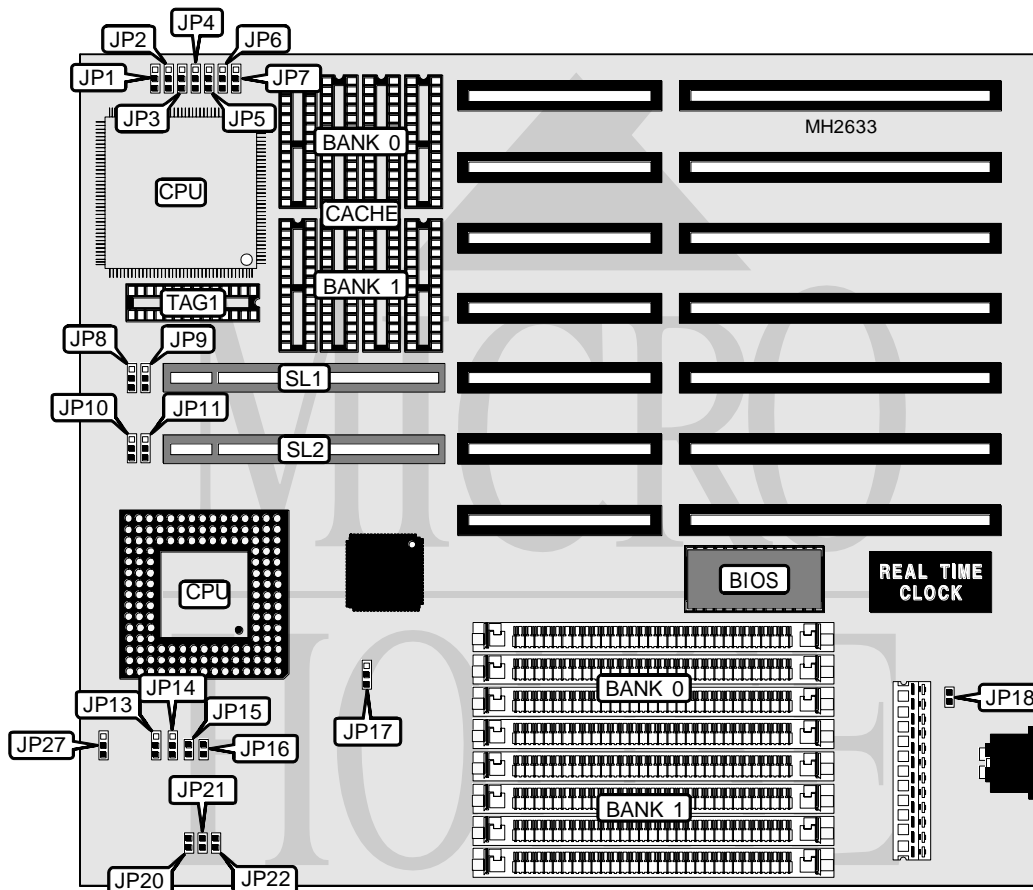 JP4
JP2
JP6
JP1
JP7
JP3
JP5
MH2633
BANK 0
CPU
CACHE
BANK 1
TAG1
JP8
JP9
SL1
JP10
JP11
SL2
CPU
BIOS
REAL TIME
CLOCK
JP14
JP13
JP15
JP27
JP16
JP17
BANK 0
JP18
JP21
BANK 1
JP20
JP22
MICRO
HOUSE